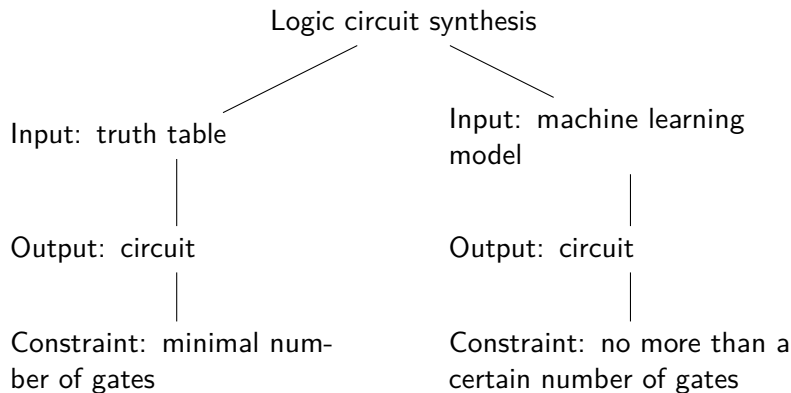 Logic circuit synthesis
Input: truth table
Input: machine learning
model
Output: circuit
Output: circuit
Constraint: minimal num-
ber of gates
Constraint: no more than a
certain number of gates